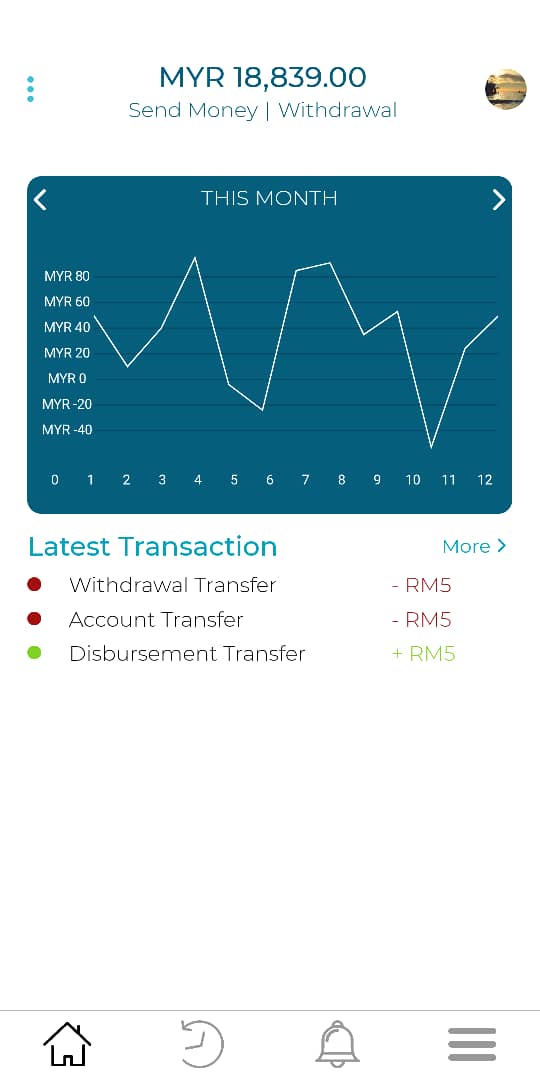 MYR 18,839.00
Send Money | Withdrawal
THIS MONTH
MYR 80
MYR 60
MYR 40
MYR 20
MYR 0
MYR -20
MYR -40
0 1 2 3 4 5 6 7 8 9 10 11 12
Latest Transaction More
Withdrawal Transfer - RM5
Account Transfer - RM5
Disbursement Transfer + RM5